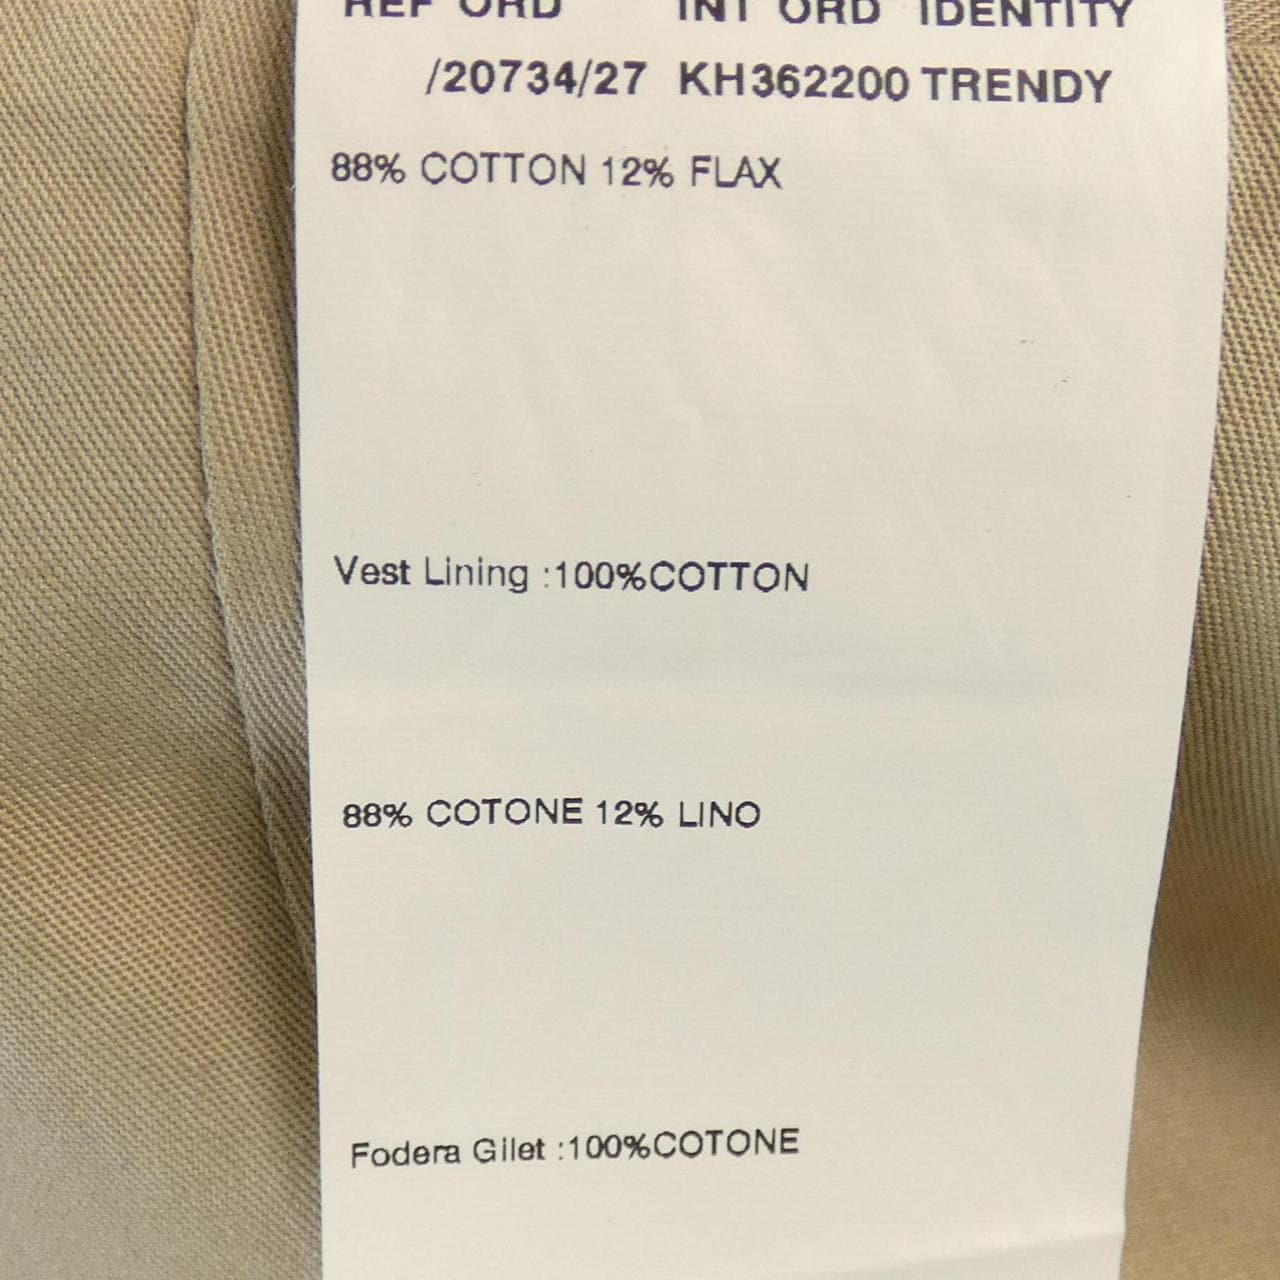 REF ORD INT ORD IDENTITY
/20734/27 KH362200 TRENDY
88% COTTON 12% FLAX
Vest Lining :100%COTTON
88% COTONE 12% LINO
Fodera Gilet :100%COTONE